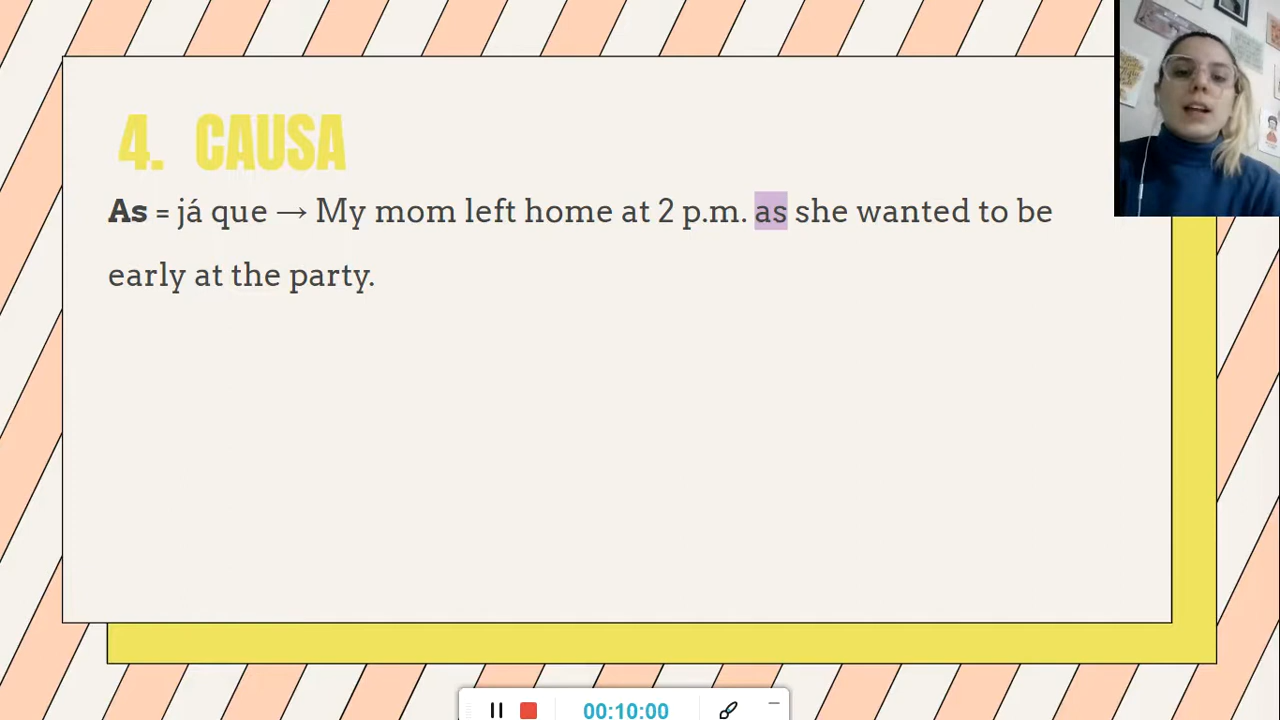 4. CAUSA
As = já que → My mom left home at 2 p.m. as she wanted to be
early at the party.
00:10:00